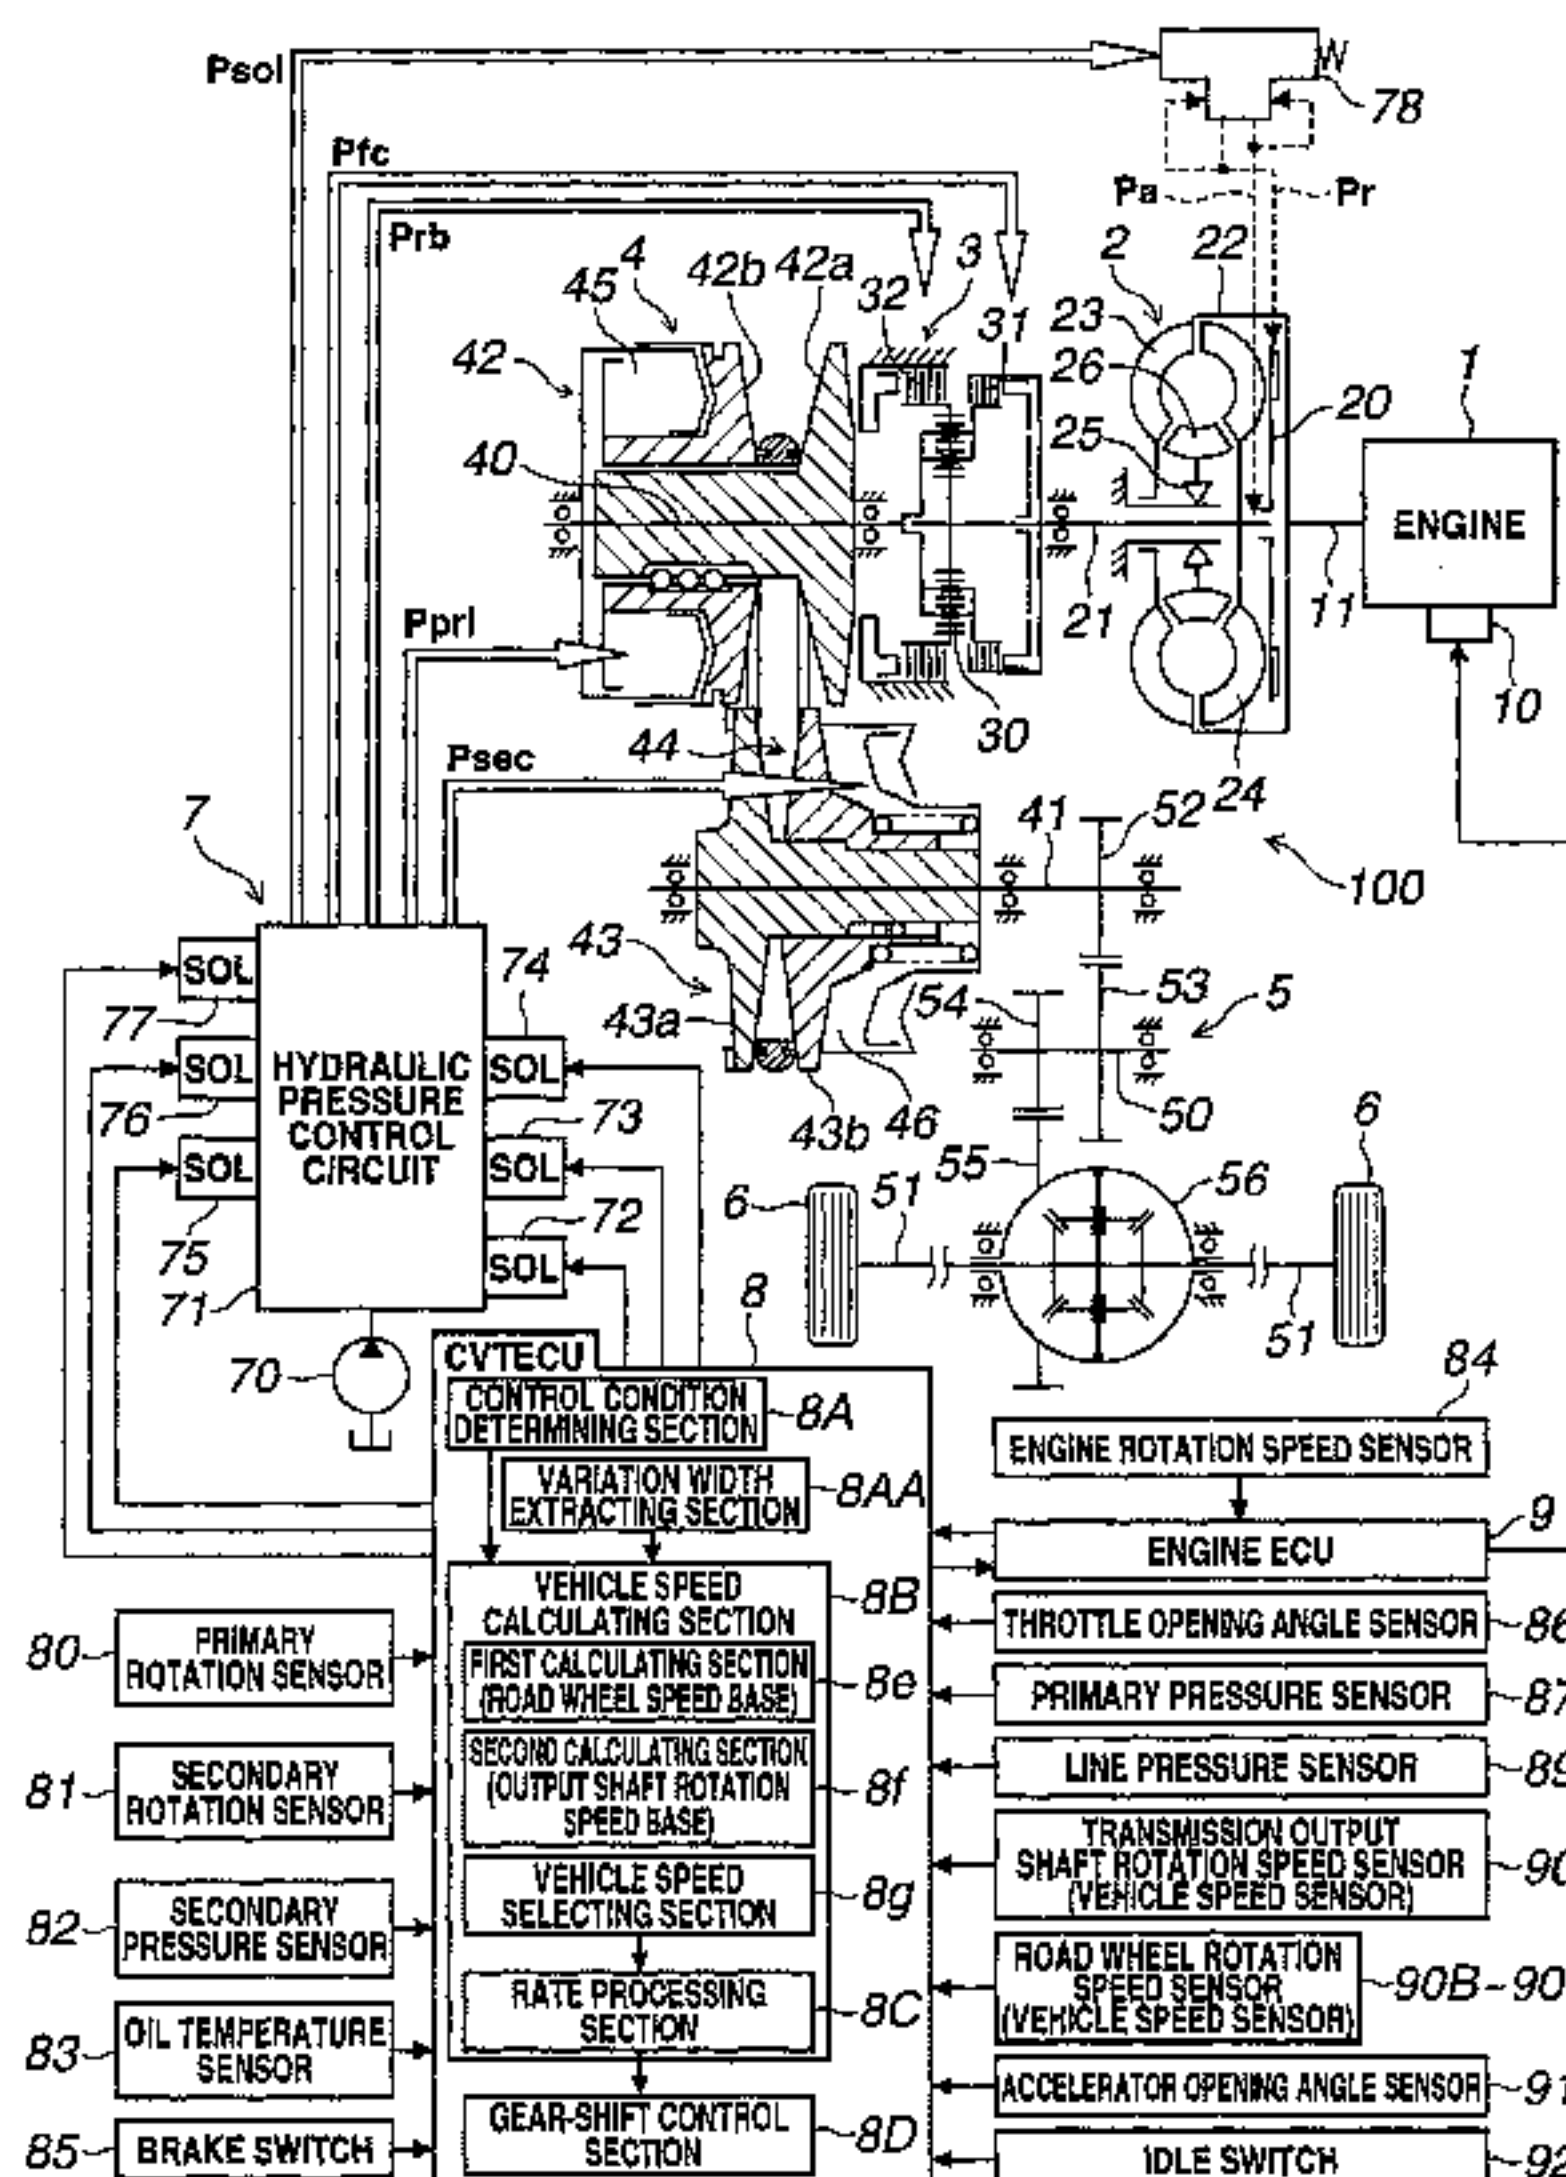 Psol
W
78
Pfc
Pa
Pr
Prb
4
42b
42a
3
2
22
45
32
31
23
42
26
1
20
25
40
ENGINE
Ppri
21
11
10
44
30
Psec
24
7
41
52
100
SOL
74
43
77
54
53
5
43a
SOL
HYDRAULIC
PRESSURE
CONTROL
CIRCUIT
SOL
76
73
43b
46
50
6
SOL
SOL
55
56
6
51
75
72
71
SOL
8
51
70
CVTECU
84
CONTROL CONDITION
DETERMINING SECTION
8A
ENGINE ROTATION SPEED SENSOR
VARIATION WIDTH
EXTRACTING SECTION
8AA
9
ENGINE ECU
VEHICLE SPEED
CALCULATING SECTION
8B
THROTTLE OPENING ANGLE SENSOR
86
80
PRIMARY
ROTATION SENSOR
FIRST CALCULATING SECTION
(ROAD WHEEL SPEED BASE)
8e
PRIMARY PRESSURE SENSOR
87
81
SECONDARY
ROTATION SENSOR
SECOND CALCULATING SECTION
(OUTPUT SHAFT ROTATION
SPEED BASE)
8f
LINE PRESSURE SENSOR
89
TRANSMISSION OUTPUT
SHAFT ROTATION SPEED SENSOR
(VEHICLE SPEED SENSOR)
82
SECONDARY
PRESSURE SENSOR
VEHICLE SPEED
SELECTING SECTION
8g
ROAD WHEEL ROTATION
SPEED SENSOR
(VEHICLE SPEED SENSOR)
90B
90
83
OIL TEMPERATURE
SENSOR
RATE PROCESSING
SECTION
8C
ACCELERATOR OPENING ANGLE SENSOR
91
85
BRAKE SWITCH
GEAR-SHIFT CONTROL
SECTION
8D
IDLE SWITCH
92